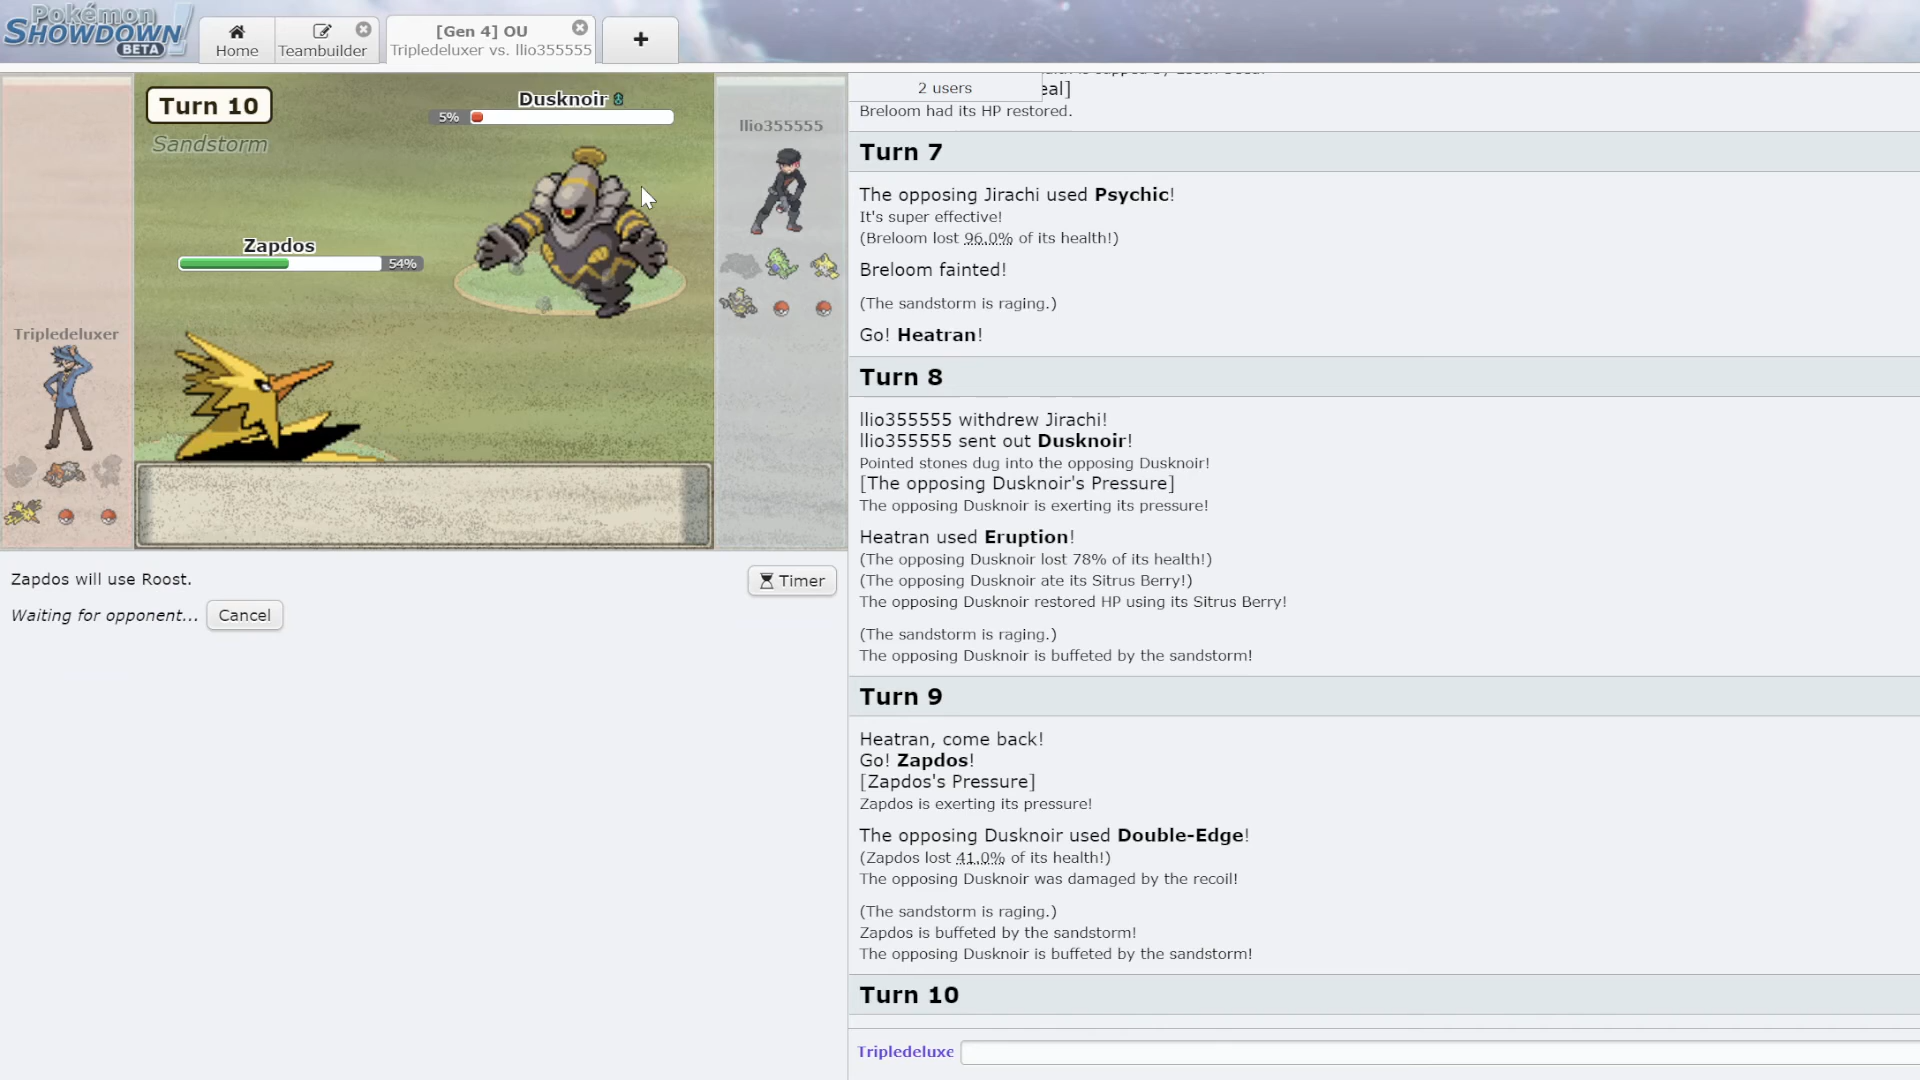 Pokémon
SHOWDOWN
BETA
Home
Teambuilder
[Gen 4] OU
Tripledeluxer vs. llio355555
+
Turn 10
Sandstorm
Dusknoir
5%
Zapdos
54%
Tripledeluxer
llio355555
Zapdos will use Roost.
Timer
Waiting for opponent...
Cancel
2 users
eal]
Breloom had its HP restored.
Turn 7
The opposing Jirachi used Psychic!
It's super effective!
(Breloom lost 96.0% of its health!)
Breloom fainted!
(The sandstorm is raging.)
Go! Heatran!
Turn 8
llio355555 withdrew Jirachi!
llio355555 sent out Dusknoir!
Pointed stones dug into the opposing Dusknoir!
[The opposing Dusknoir's Pressure]
The opposing Dusknoir is exerting its pressure!
Heatran used Eruption!
(The opposing Dusknoir lost 78% of its health!)
(The opposing Dusknoir ate its Sitrus Berry!)
The opposing Dusknoir restored HP using its Sitrus Berry!
(The sandstorm is raging.)
The opposing Dusknoir is buffeted by the sandstorm!
Turn 9
Heatran, come back!
Go! Zapdos!
[Zapdos's Pressure]
Zapdos is exerting its pressure!
The opposing Dusknoir used Double-Edge!
(Zapdos lost 41.0% of its health!)
The opposing Dusknoir was damaged by the recoil!
(The sandstorm is raging.)
Zapdos is buffeted by the sandstorm!
The opposing Dusknoir is buffeted by the sandstorm!
Turn 10
Tripledeluxe